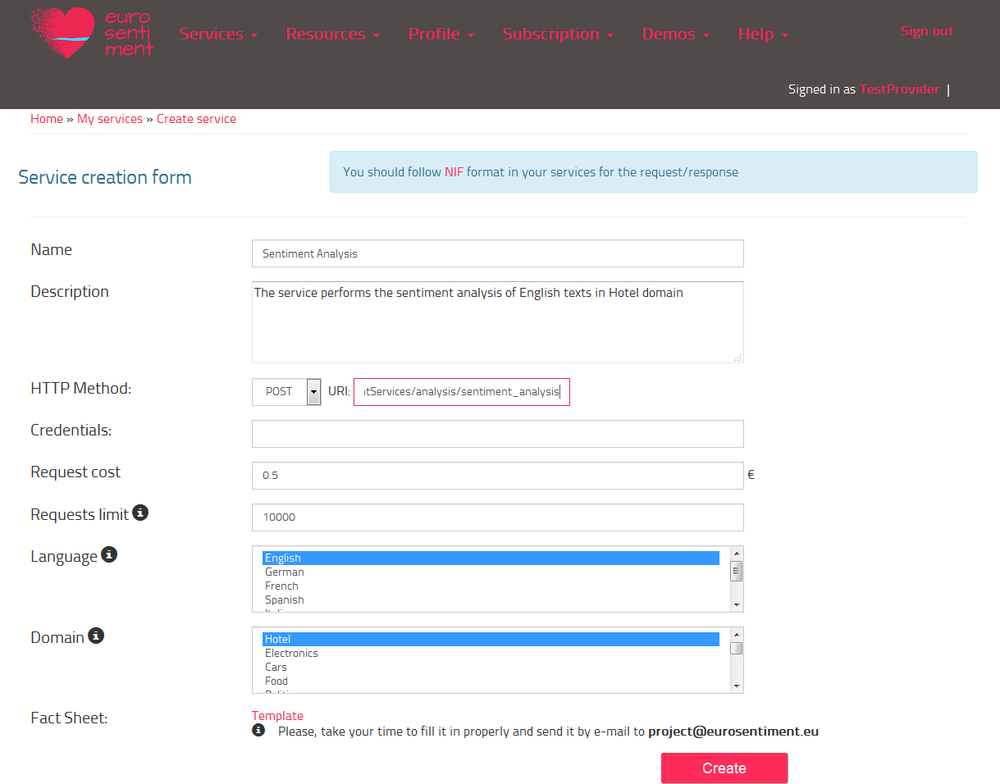 euro
senti
ment
Services
Resources
Profile
Subscription
Demos
Help
Sign out
Signed in as TestProvider |
Home » My services » Create service
Service creation form
You should follow NIF format in your services for the request/response
Name
Sentiment Analysis
Description
The service performs the sentiment analysis of English texts in Hotel domain
HTTP Method:
POST
URI:
tServices/analysis/sentiment_analysis
Credentials:
Request cost
0.5
€
Requests limit
10000
Language
English
German
French
Spanish
Domain
Hotel
Electronics
Cars
Food
Fact Sheet:
Template
Please, take your time to fill it in properly and send it by e-mail to project@eurosentiment.eu
Create